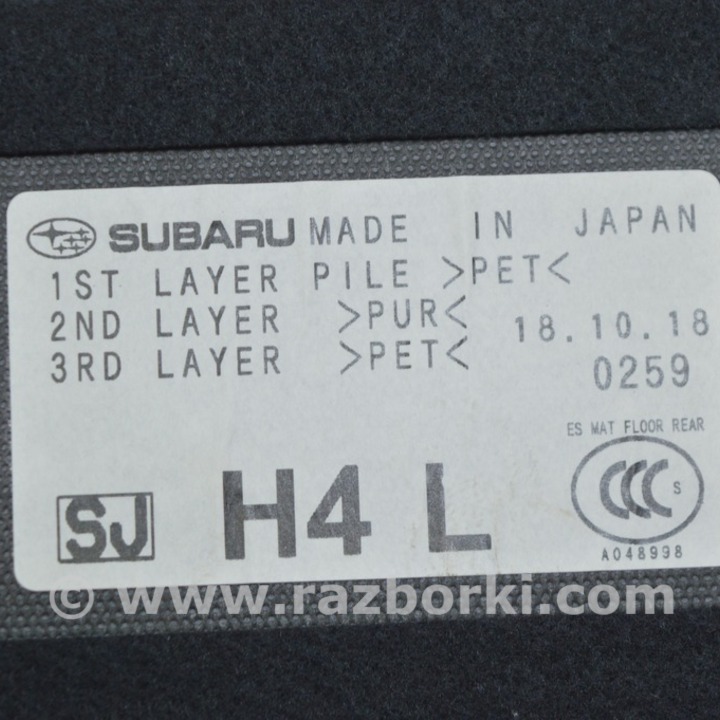 SUBARU MADE IN JAPAN
1ST LAYER PILE >PET<
2ND LAYER >PUR< 18.10.18
3RD LAYER >PET< 0259
ES MAT FLOOR REAR
SJ H4 L CCC S
A048998
© www.razborki.com